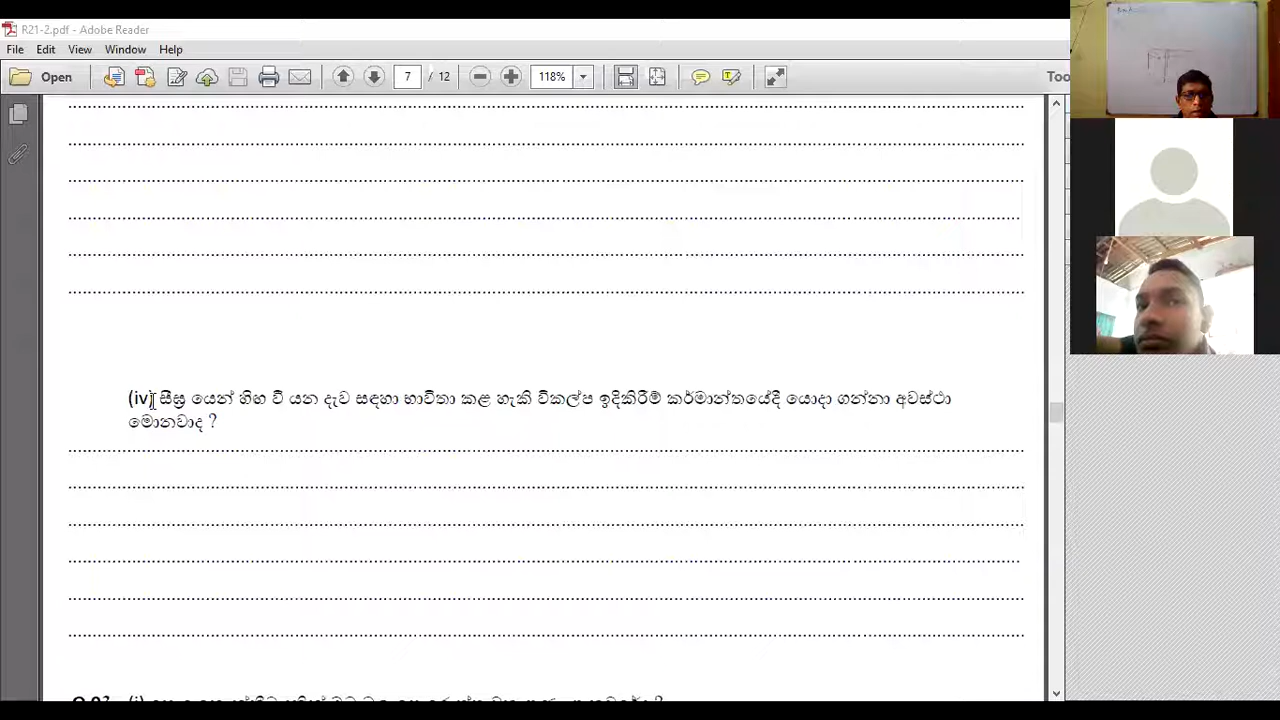 R21-2.pdf - Adobe Reader
File Edit View Window Help
Open 7 / 12 118% Too
(iv) සීඝ්‍ර යෙන් හිඟ වී යන දැව සඳහා භාවිතා කළ හැකි විකල්ප ඉදිකිරීම් කර්මාන්තයේදී යොදා ගන්නා අවස්ථා
මොනවාද ?